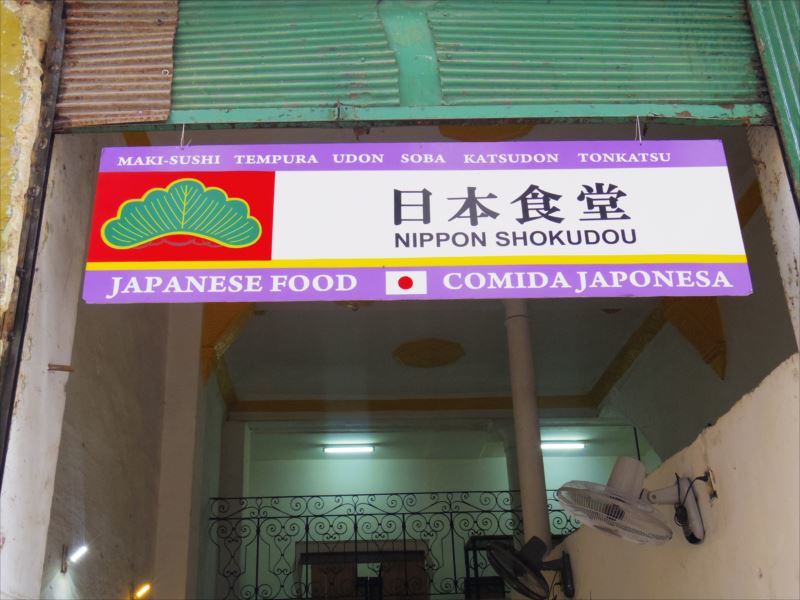 MAKI-SUSHI TEMPURA UDON SOBA KATSUDON TONKATSU
日本食堂
NIPPON SHOKUDOU
JAPANESE FOOD COMIDA JAPONESA